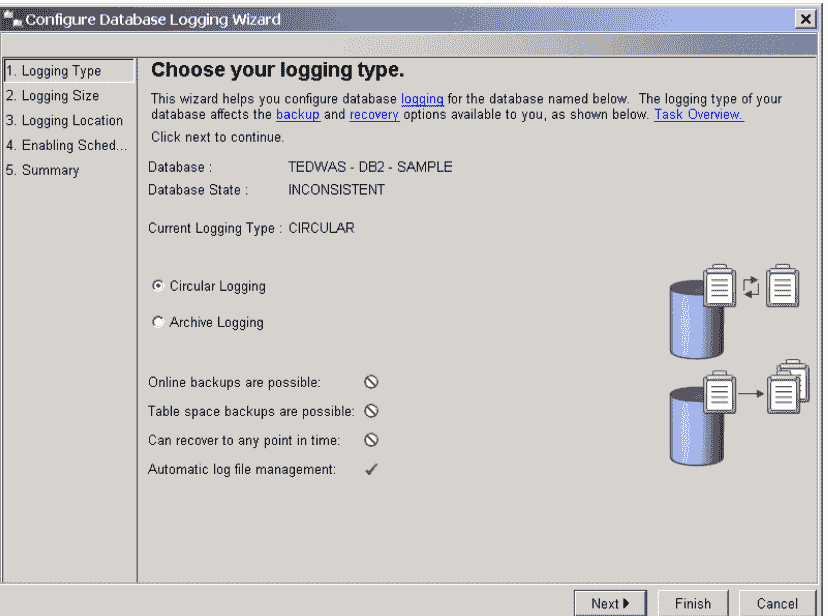 Configure Database Logging Wizard
1. Logging Type
2. Logging Size
3. Logging Location
4. Enabling Sched...
5. Summary
Choose your logging type.
This wizard helps you configure database logging for the database named below. The logging type of your
database affects the backup and recovery options available to you, as shown below. Task Overview.
Click next to continue.
Database : TEDWAS - DB2 - SAMPLE
Database State : INCONSISTENT
Current Logging Type : CIRCULAR
Circular Logging
Archive Logging
Online backups are possible:
Table space backups are possible:
Can recover to any point in time:
Automatic log file management:
Next
Finish
Cancel